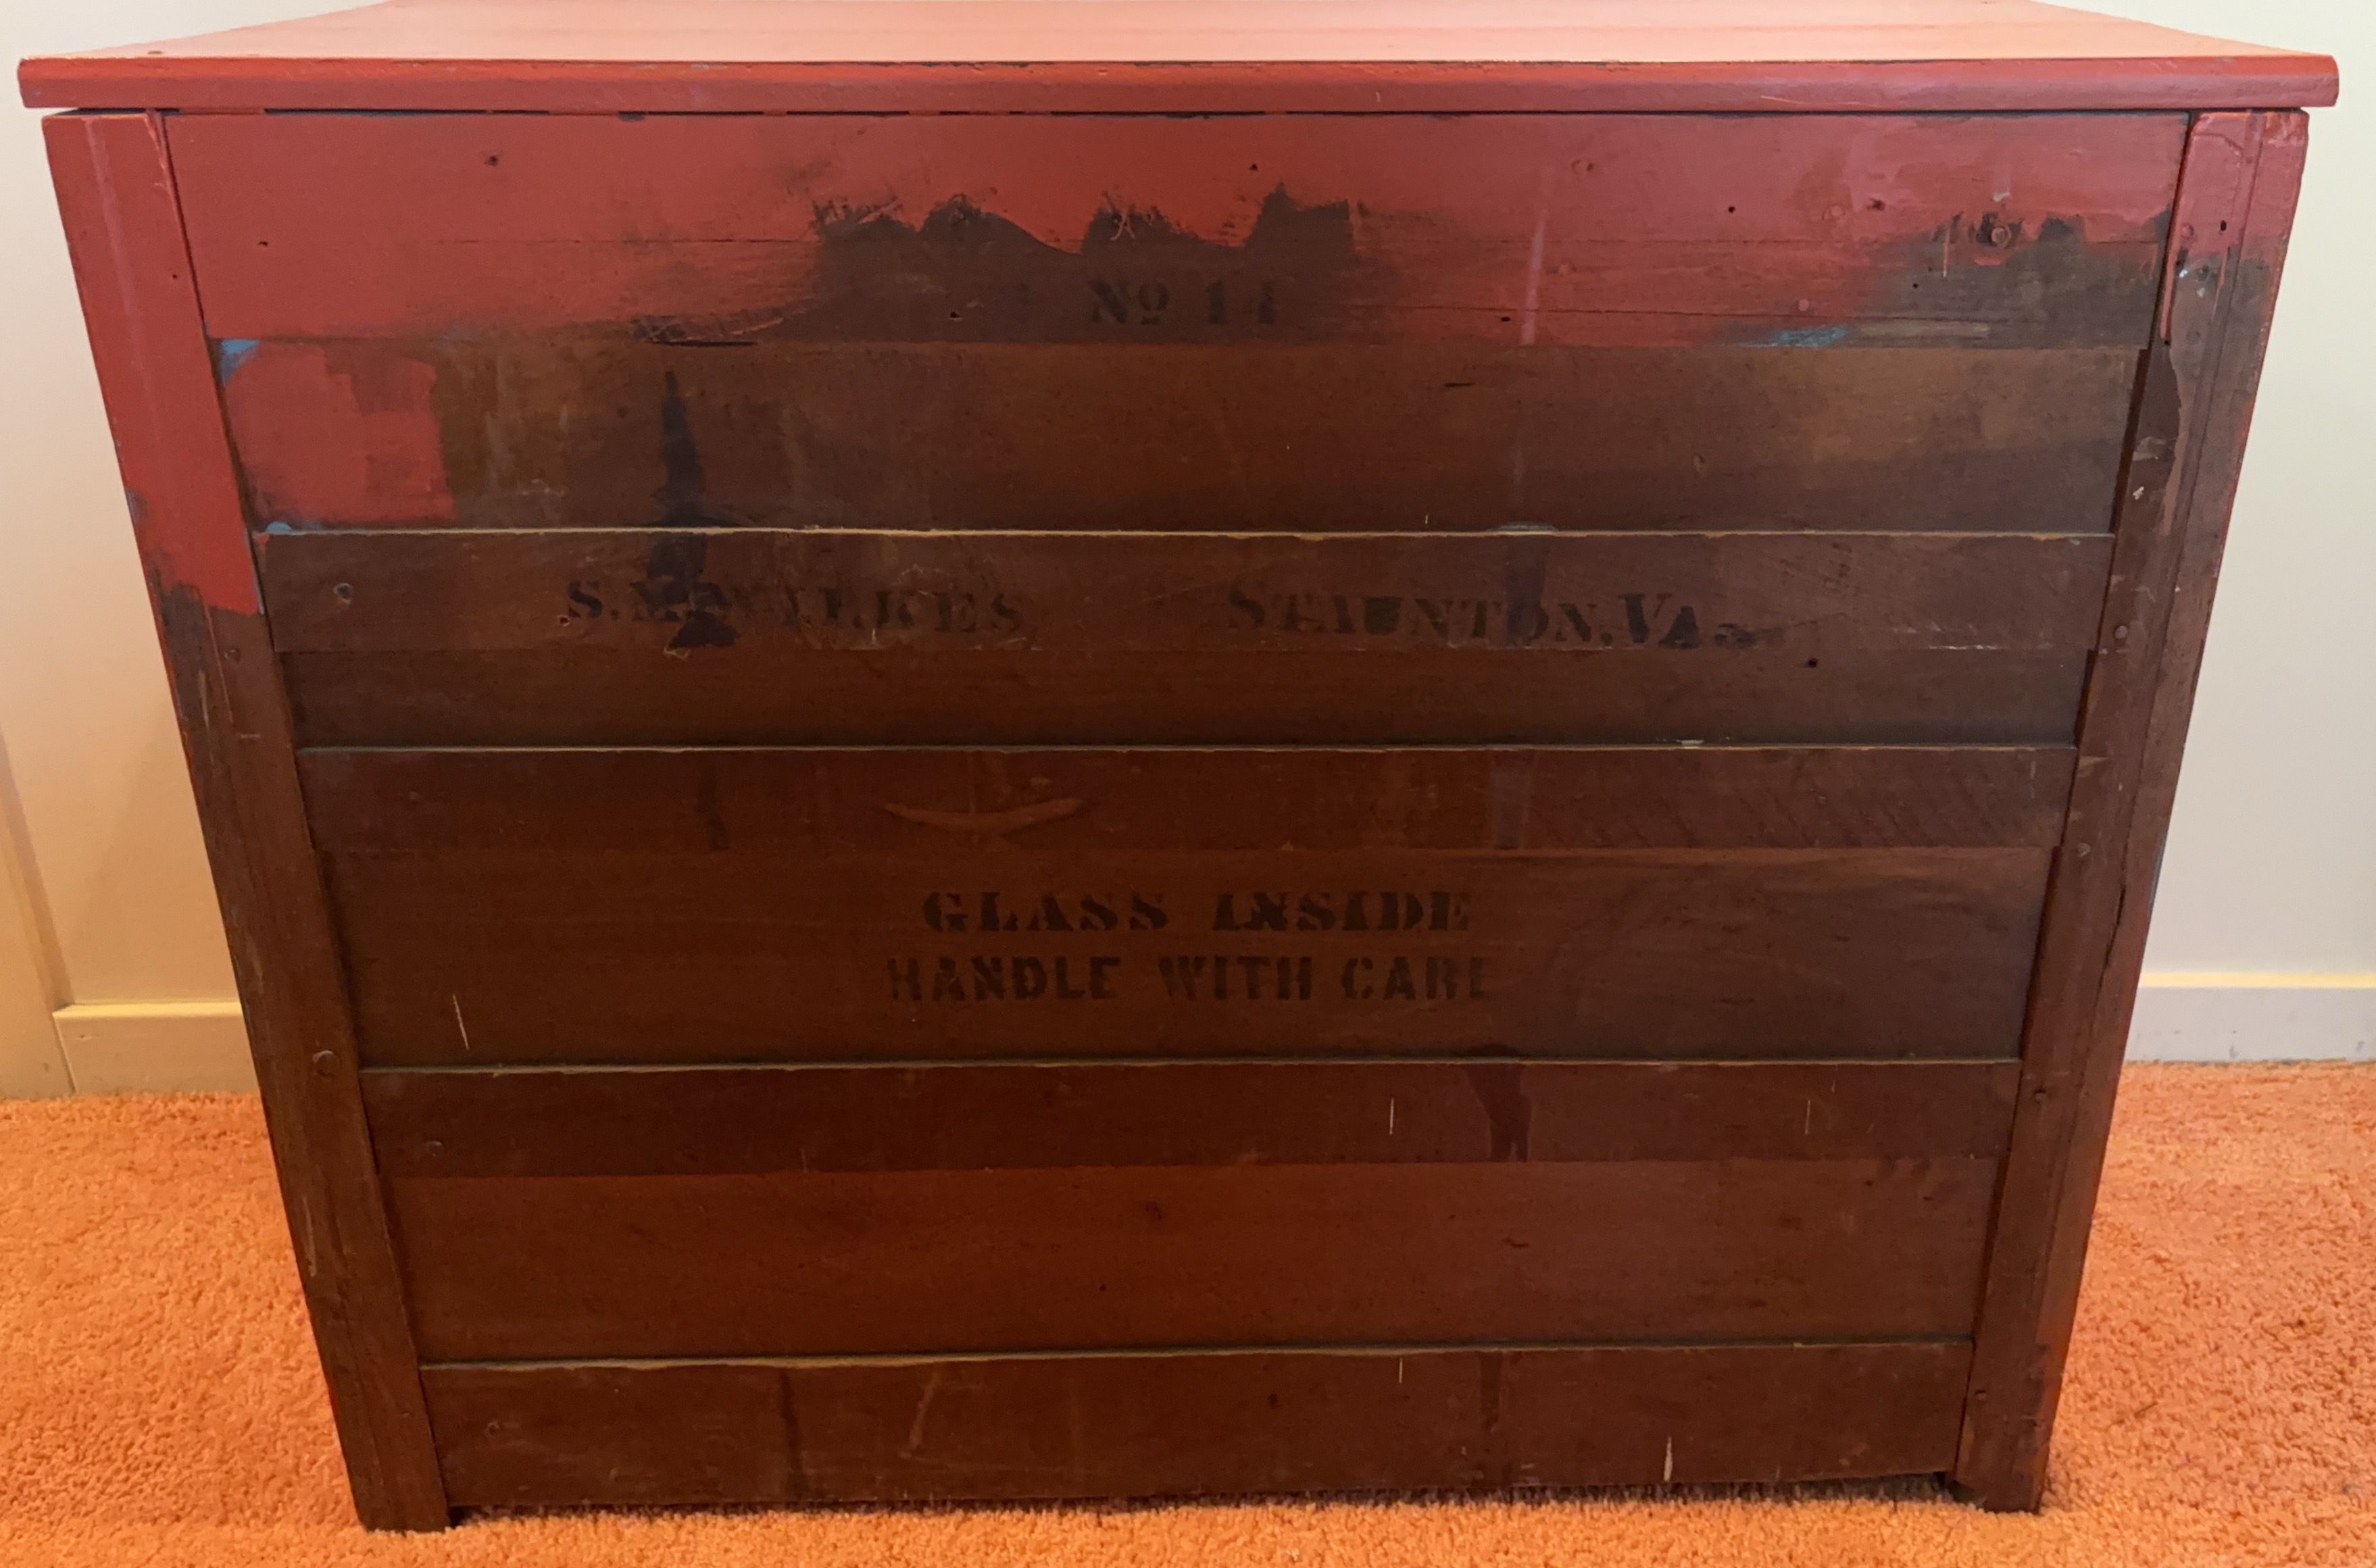 No 14
S.M. WILKES STAUNTON, VA.
GLASS INSIDE
HANDLE WITH CARE